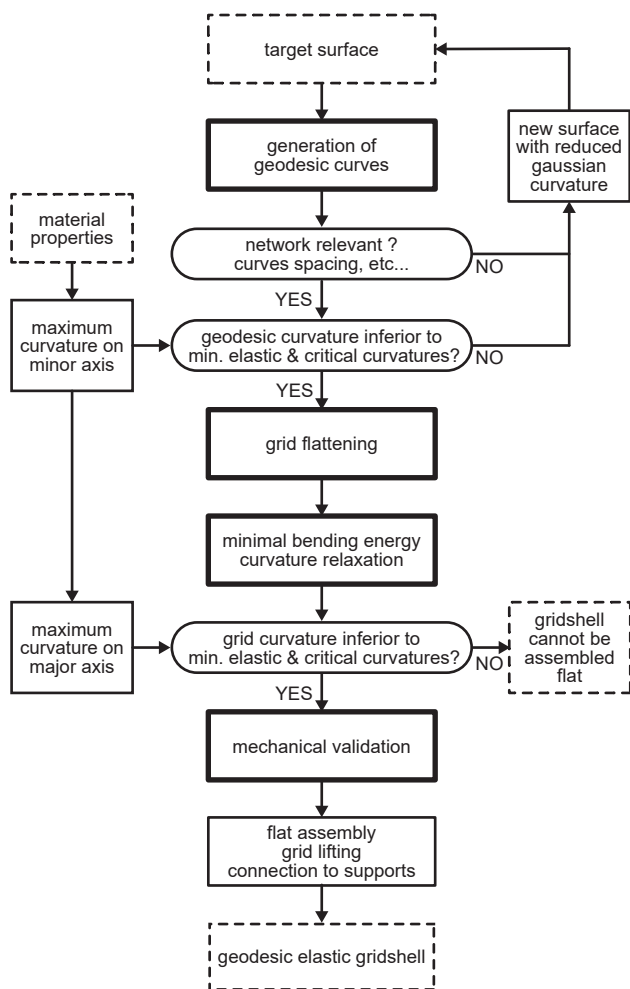 target surface
generation of
geodesic curves
new surface
with reduced
gaussian
curvature
material
properties
network relevant ?
curves spacing, etc...
NO
YES
maximum
curvature on
minor axis
geodesic curvature inferior to
min. elastic & critical curvatures?
NO
YES
grid flattening
minimal bending energy
curvature relaxation
maximum
curvature on
major axis
grid curvature inferior to
min. elastic & critical curvatures?
NO
gridshell
cannot be
assembled
flat
YES
mechanical validation
flat assembly
grid lifting
connection to supports
geodesic elastic gridshell